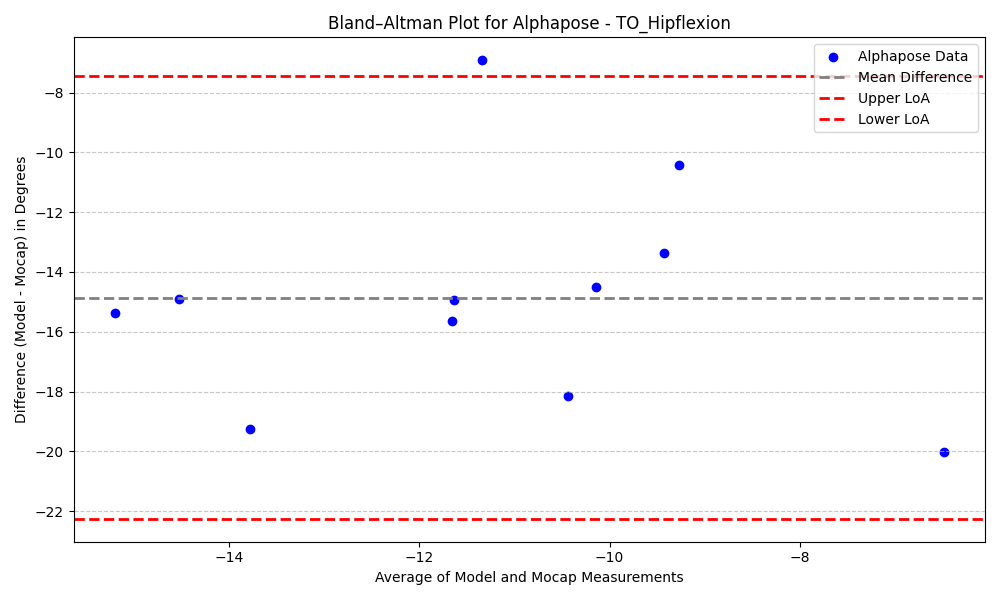 Bland–Altman Plot for Alphapose - TO_Hipflexion
Alphapose Data
Mean Difference
Upper LoA
Lower LoA
Difference (Model - Mocap) in Degrees
−8
−10
−12
−14
−16
−18
−20
−22
−14
−12
−10
−8
Average of Model and Mocap Measurements